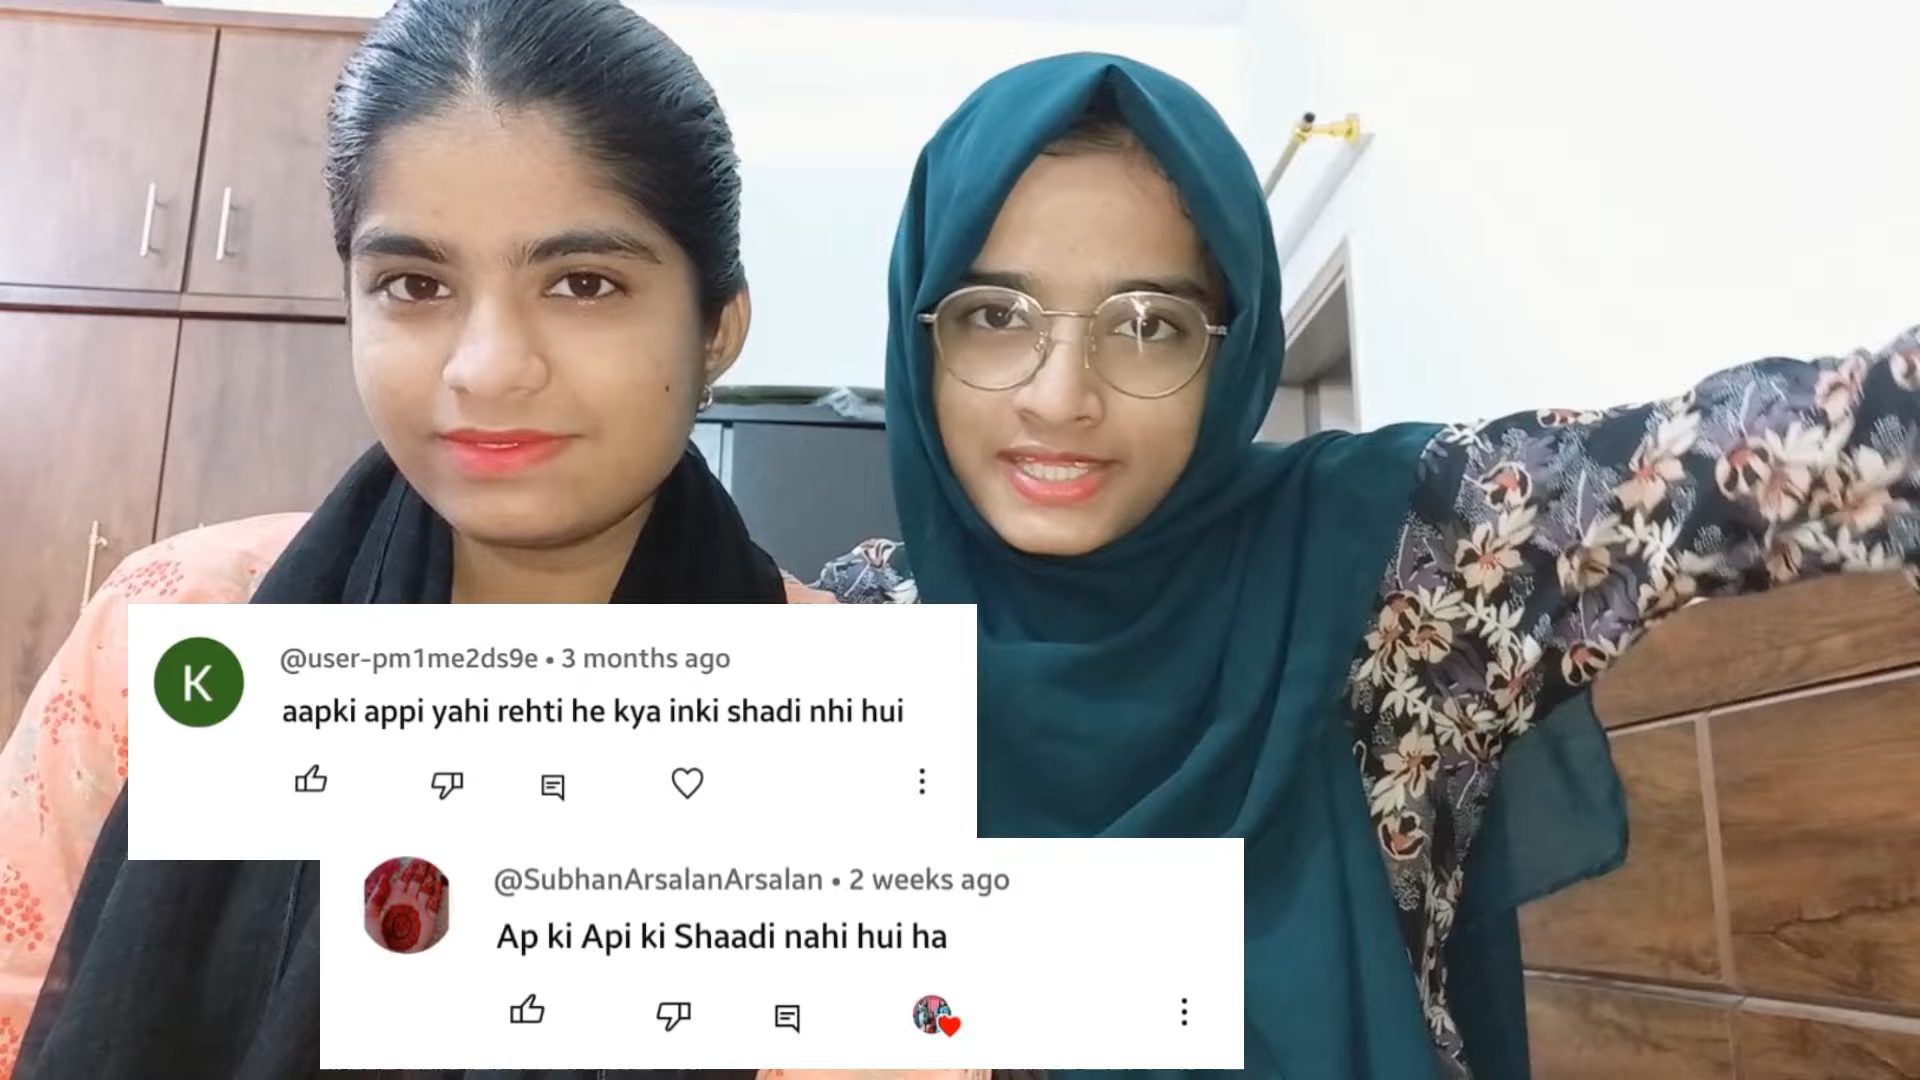 K
@user-pm1me2ds9e • 3 months ago
aapki appi yahi rehti he kya inki shadi nhi hui
@SubhanArsalanArsalan • 2 weeks ago
Ap ki Api ki Shaadi nahi hui ha